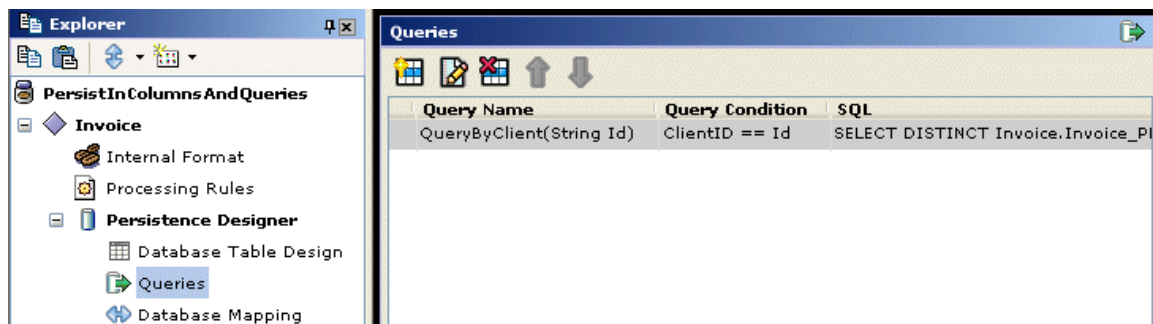 Explorer
PersistInColumnsAndQueries
Invoice
Internal Format
Processing Rules
Persistence Designer
Database Table Design
Queries
Database Mapping
Queries
Query Name Query Condition SQL
QueryByClient(String Id) ClientID == Id SELECT DISTINCT Invoice.Invoice_